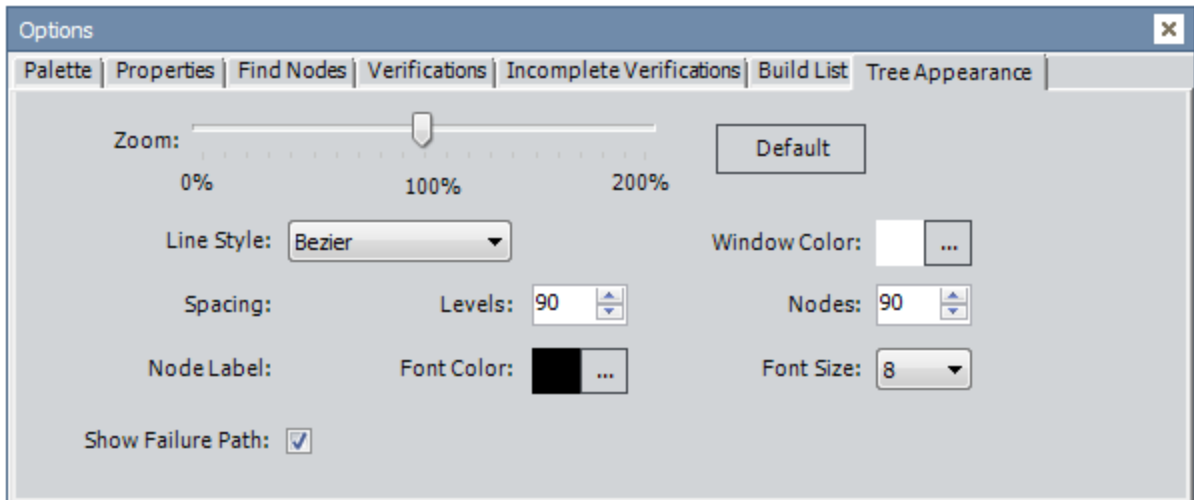 Options
Palette Properties Find Nodes Verifications Incomplete Verifications Build List Tree Appearance
Zoom: Default
0% 100% 200%
Line Style: Bezier Window Color: ...
Spacing: Levels: 90 Nodes: 90
Node Label: Font Color: ... Font Size: 8
Show Failure Path: